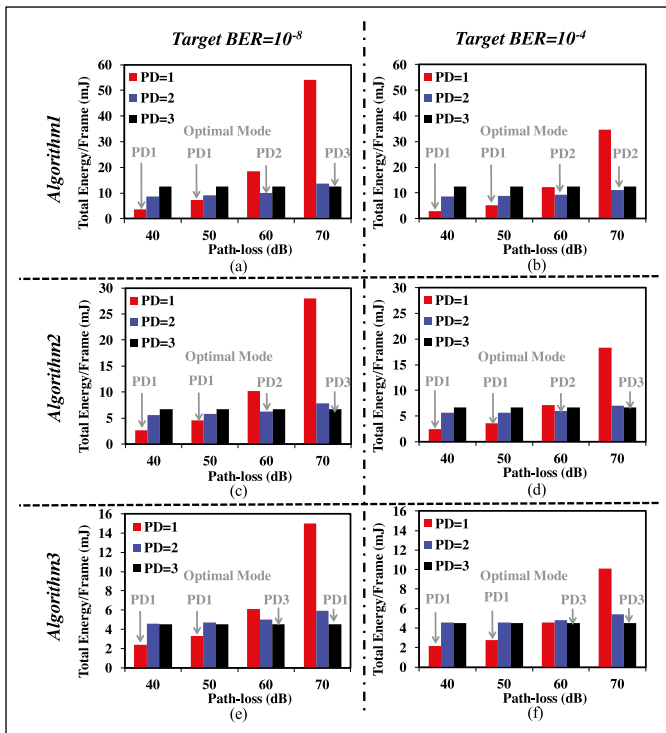 Target BER=10-8
Target BER=10-4
Algorithm1
Total Energy/Frame (mJ)
60
50
40
30
20
10
0
PD=1
PD=2
PD=3
Optimal Mode
PD1
PD1
PD2
PD3
40 50 60 70
Path-loss (dB)
(a)
Total Energy/Frame (mJ)
60
50
40
30
20
10
0
PD=1
PD=2
PD=3
Optimal Mode
PD1
PD1
PD2
PD2
40 50 60 70
Path-loss (dB)
(b)
Algorithm2
Total Energy/Frame (mJ)
30
25
20
15
10
5
0
PD=1
PD=2
PD=3
Optimal Mode
PD1
PD1
PD2
PD3
40 50 60 70
Path-loss (dB)
(c)
Total Energy/Frame (mJ)
30
25
20
15
10
5
0
PD=1
PD=2
PD=3
Optimal Mode
PD1
PD1
PD2
PD3
40 50 60 70
Path-loss (dB)
(d)
Algorithm3
Total Energy/Frame (mJ)
16
14
12
10
8
6
4
2
0
PD=1
PD=2
PD=3
Optimal Mode
PD1
PD1
PD3
PD1
40 50 60 70
Path-loss (dB)
(e)
Total Energy/Frame (mJ)
16
14
12
10
8
6
4
2
0
PD=1
PD=2
PD=3
Optimal Mode
PD1
PD1
PD3
PD3
40 50 60 70
Path-loss (dB)
(f)